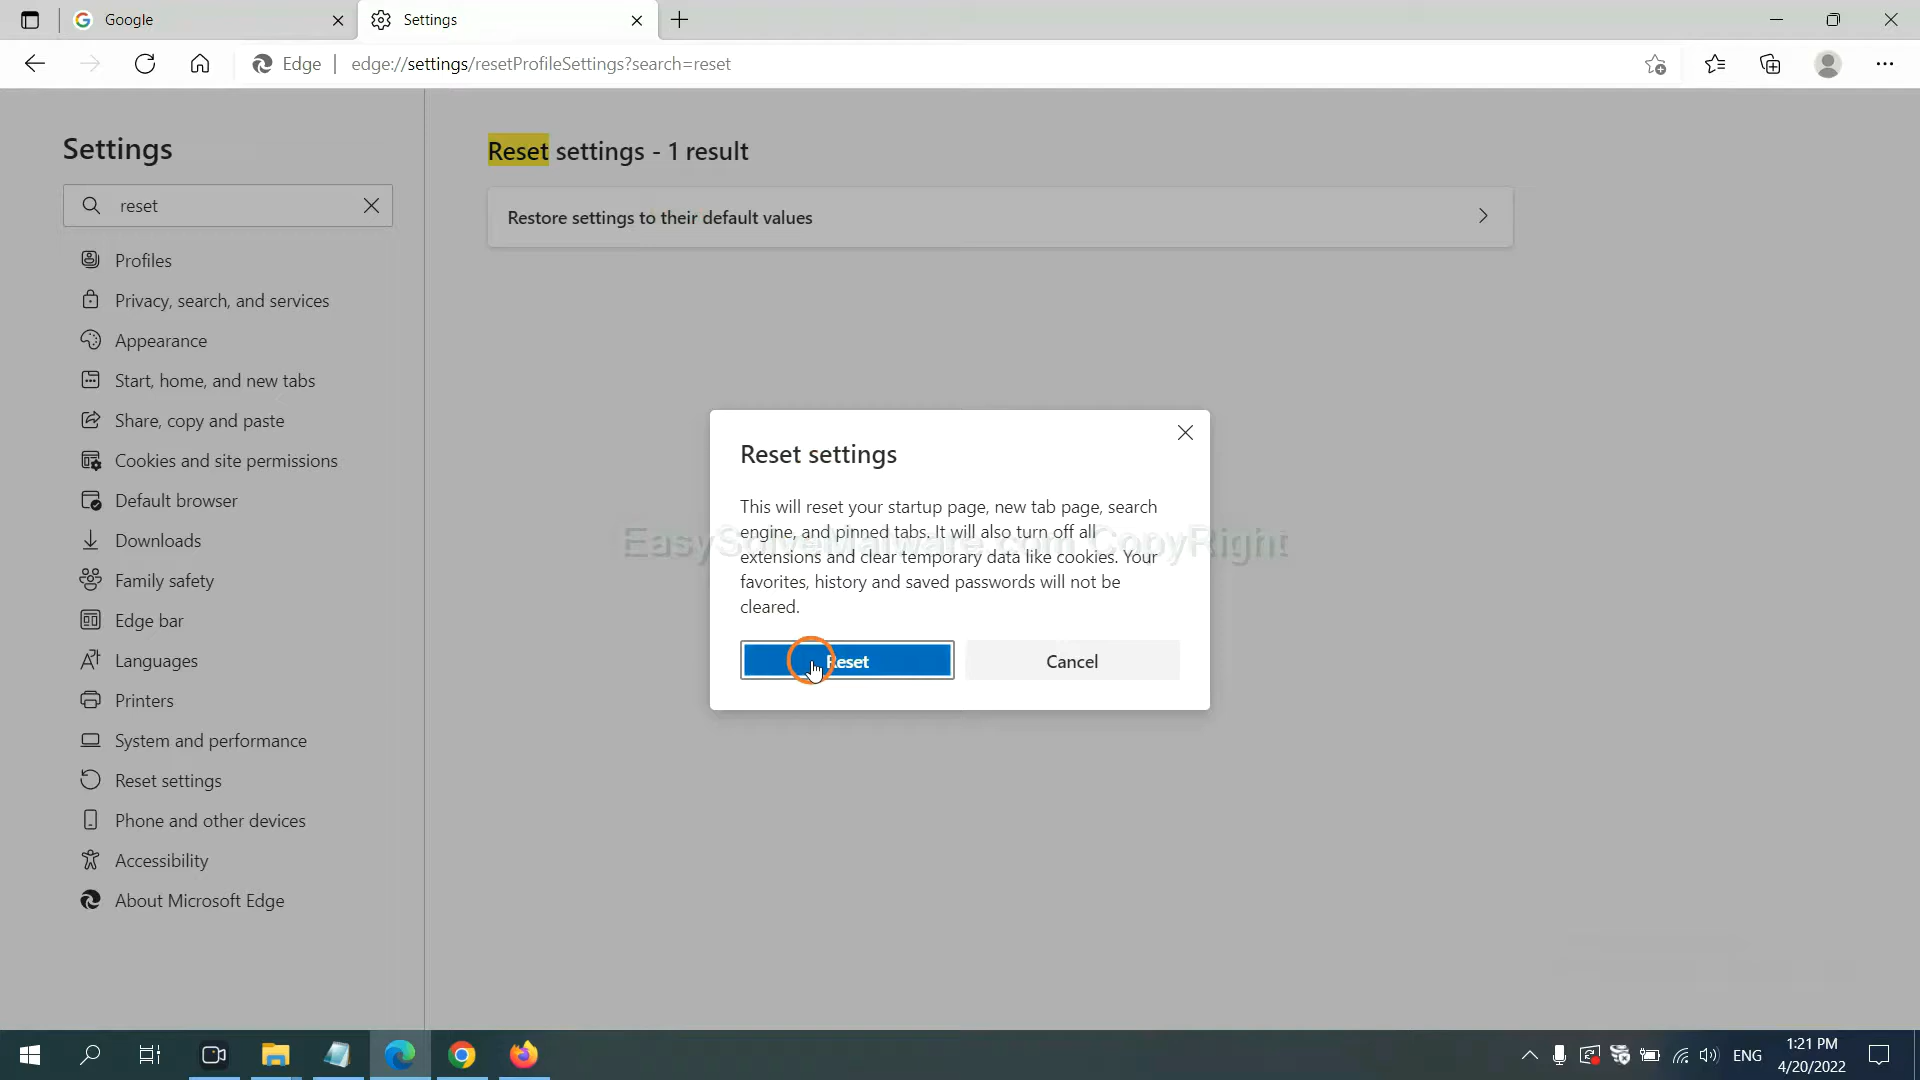 Google
Settings
Edge
edge://settings/resetProfileSettings?search=reset
Settings
reset
Profiles
Privacy, search, and services
Appearance
Start, home, and new tabs
Share, copy and paste
Cookies and site permissions
Default browser
Downloads
Family safety
Edge bar
Languages
Printers
System and performance
Reset settings
Phone and other devices
Accessibility
About Microsoft Edge
Reset settings - 1 result
Restore settings to their default values
Reset settings
This will reset your startup page, new tab page, search
engine, and pinned tabs. It will also turn off all
extensions and clear temporary data like cookies. Your
favorites, history and saved passwords will not be
cleared.
EasySolveMalware.com CopyRight
Reset
Cancel
ENG
1:21 PM
4/20/2022